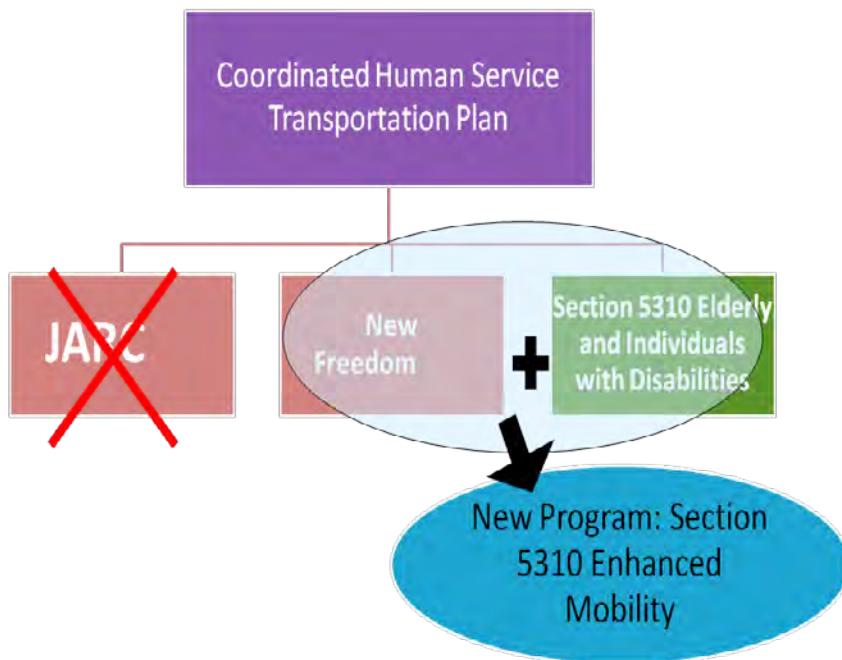 Coordinated Human Service
Transportation Plan
JARC
New
Freedom
Section 5310 Elderly
and Individuals
with Disabilities
New Program: Section
5310 Enhanced
Mobility